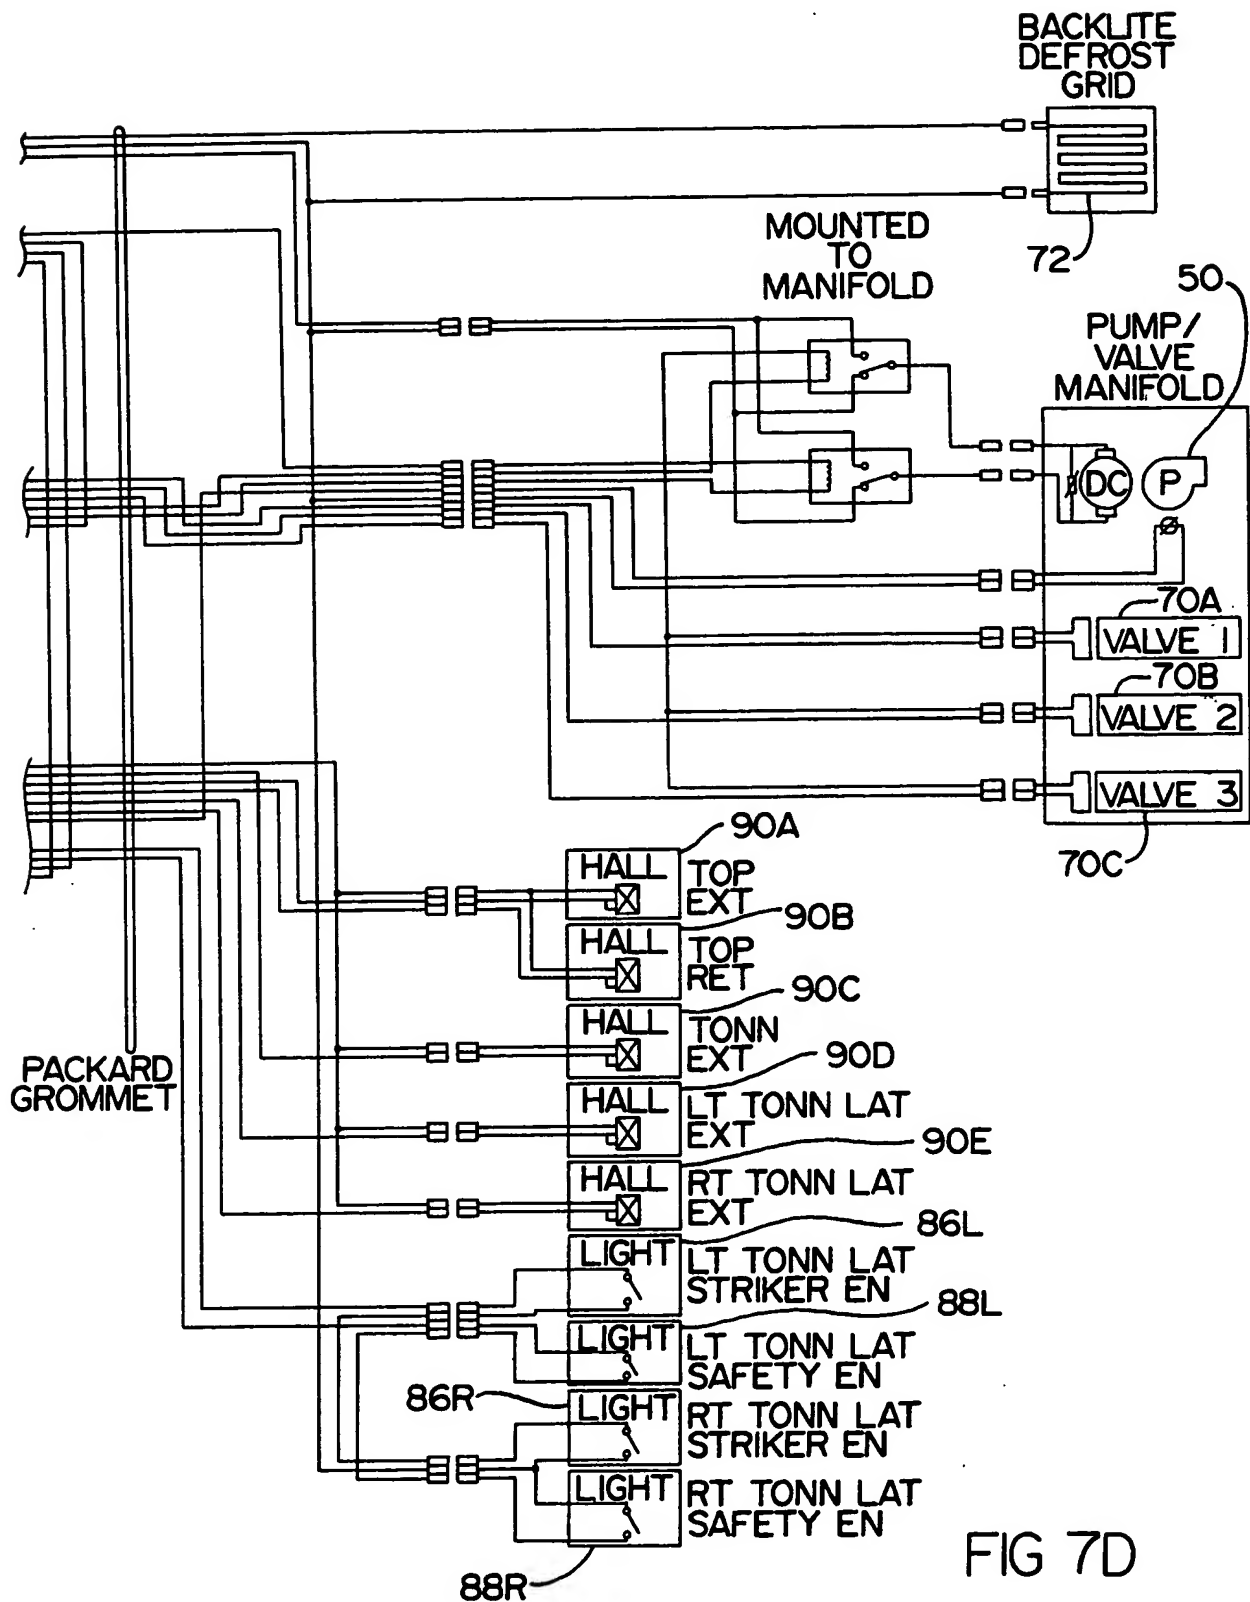 BACKLITE
DEFROST
GRID
72
MOUNTED
TO
MANIFOLD
50
PUMP/
VALVE
MANIFOLD
DC
P
70A
VALVE 1
70B
VALVE 2
VALVE 3
70C
90A
HALL
TOP
EXT
90B
HALL
TOP
RET
90C
HALL
TONN
EXT
90D
HALL
LT TONN LAT
EXT
90E
HALL
RT TONN LAT
EXT
86L
LIGHT
LT TONN LAT
STRIKER EN
88L
LIGHT
LT TONN LAT
SAFETY EN
86R
LIGHT
RT TONN LAT
STRIKER EN
LIGHT
RT TONN LAT
SAFETY EN
88R
PACKARD
GROMMET
FIG 7D